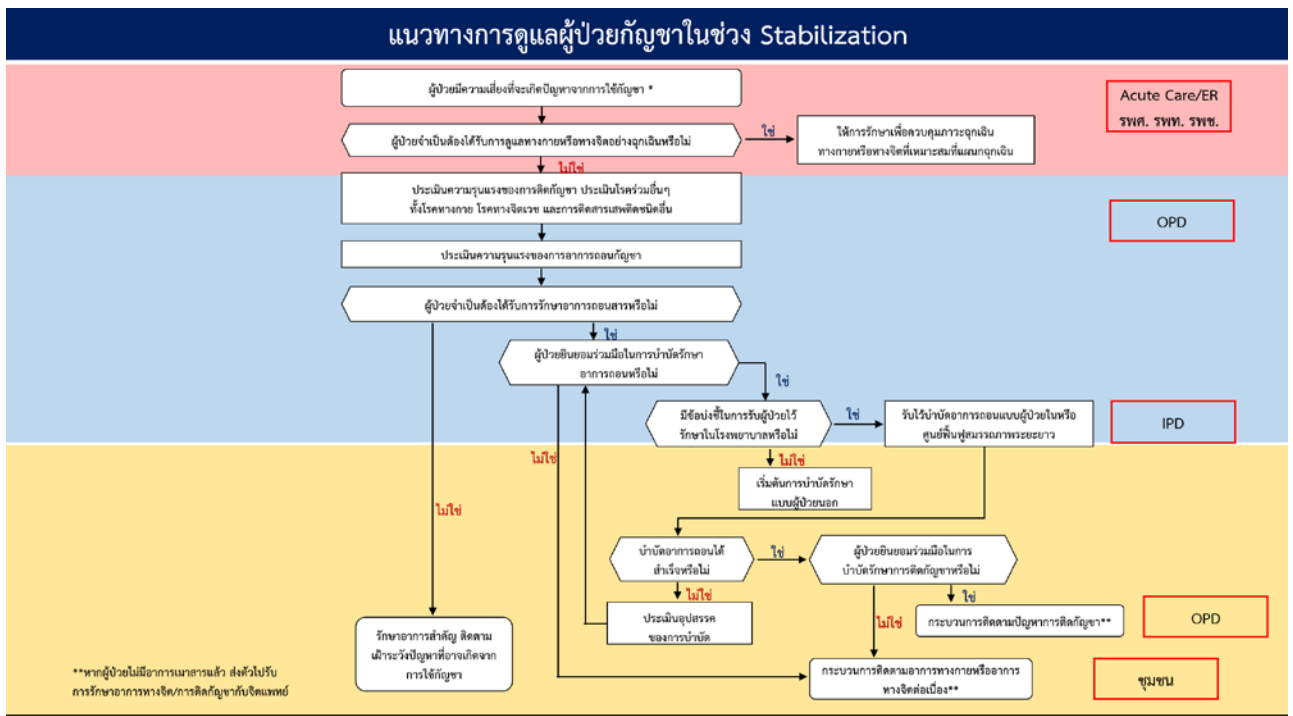 แนวทางการดูแลผู้ป่วยกัญชาในช่วง Stabilization
ผู้ป่วยมีความเสี่ยงที่จะเกิดปัญหาจากการใช้กัญชา *
Acute Care/ER
รพศ. รพท. รพช.
ผู้ป่วยจำเป็นต้องได้รับการดูแลทางกายหรือทางจิตอย่างฉุกเฉินหรือไม่
ใช่
ให้การรักษาเพื่อควบคุมภาวะฉุกเฉิน
ทางกายหรือทางจิตที่เหมาะสมที่แผนกฉุกเฉิน
ไม่ใช่
ประเมินความรุนแรงของการติดกัญชา ประเมินโรคร่วมอื่นๆ
ทั้งโรคทางกาย โรคทางจิตเวช และการติดสารเสพติดชนิดอื่น
OPD
ประเมินความรุนแรงของการอาการถอนกัญชา
ผู้ป่วยจำเป็นต้องได้รับการรักษาอาการถอนสารหรือไม่
ใช่
ผู้ป่วยยินยอมร่วมมือในการบำบัดรักษา
อาการถอนหรือไม่
ใช่
มีข้อบ่งชี้ในการรับผู้ป่วยไว้
รักษาในโรงพยาบาลหรือไม่
ใช่
รับไว้บำบัดอาการถอนแบบผู้ป่วยในหรือ
ศูนย์ฟื้นฟูสมรรถภาพระยะยาว
IPD
ไม่ใช่
ไม่ใช่
เริ่มต้นการบำบัดรักษา
แบบผู้ป่วยนอก
ไม่ใช่
บำบัดอาการถอนได้
สำเร็จหรือไม่
ใช่
ผู้ป่วยยินยอมร่วมมือในการ
บำบัดรักษาการติดกัญชาหรือไม่
ไม่ใช่
ใช่
ประเมินอุปสรรค
ของการบำบัด
ไม่ใช่
กระบวนการติดตามปัญหาการติดกัญชา**
OPD
รักษาอาการสำคัญ ติดตาม
เฝ้าระวังปัญหาที่อาจเกิดจาก
การใช้กัญชา
กระบวนการติดตามอาการทางกายหรืออาการ
ทางจิตต่อเนื่อง**
ชุมชน
**หากผู้ป่วยไม่มีอาการเมาสารแล้ว ส่งตัวไปรับ
การรักษาอาการทางจิต/การติดกัญชากับจิตแพทย์